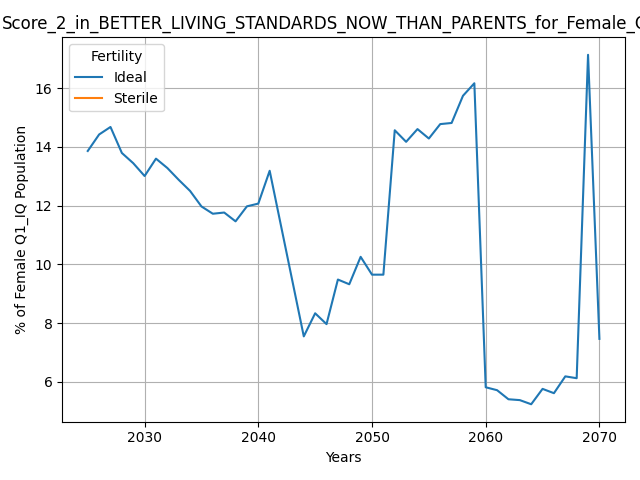 Score_2_in_BETTER_LIVING_STANDARDS_NOW_THAN_PARENTS_for_Female_
Fertility
Ideal
Sterile
% of Female Q1_IQ Population
16
14
12
10
8
6
2030 2040 2050 2060 2070
Years